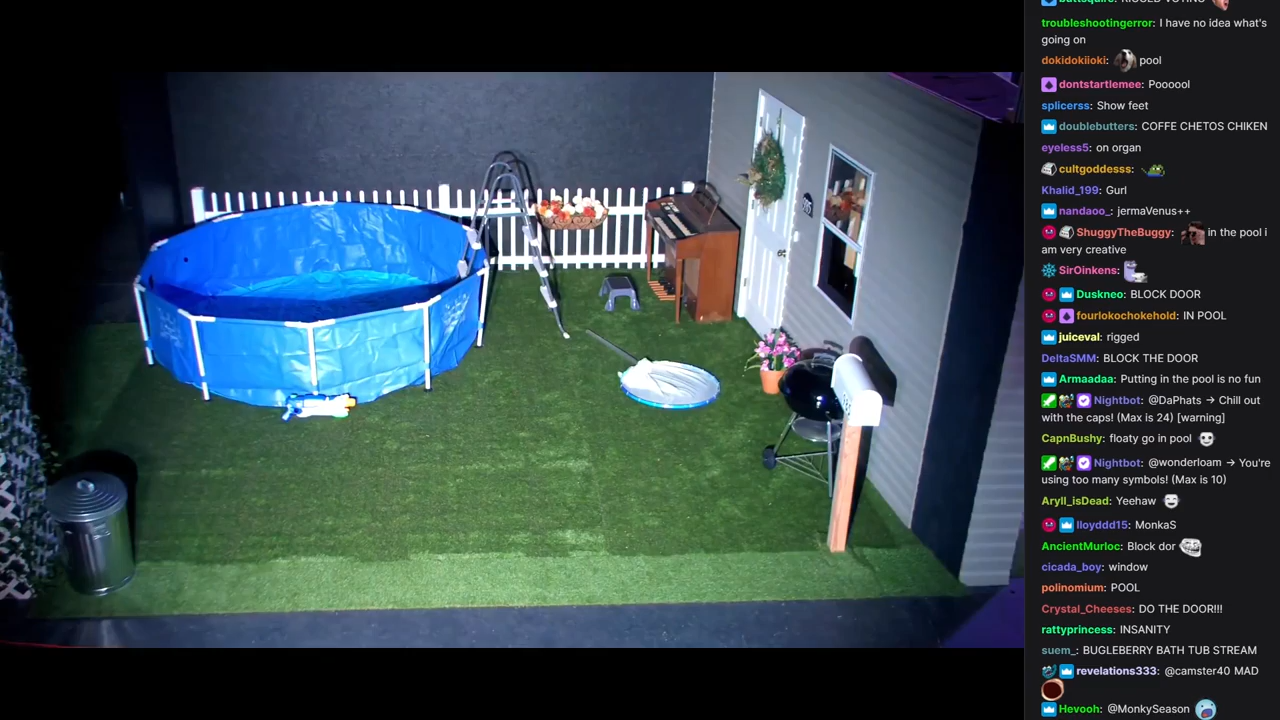 troubleshootingerror: I have no idea what's
going on
dokidokiioki: pool
dontstartlemee: Poooool
splicerss: Show feet
doublebutters: COFFE CHETOS CHIKEN
eyeless5: on organ
cultgoddesss:
Khalid_199: Gurl
nandaoo_: jermaVenus++
ShuggyTheBuggy: in the pool i
am very creative
SirOinkens:
Duskneo: BLOCK DOOR
fourlokochokehold: IN POOL
juiceval: rigged
DeltaSMM: BLOCK THE DOOR
Armaadaa: Putting in the pool is no fun
Nightbot: @DaPhats → Chill out
with the caps! (Max is 24) [warning]
CapnBushy: floaty go in pool
Nightbot: @wonderloam → You're
using too many symbols! (Max is 10)
Aryll_isDead: Yeehaw
lloyddd15: MonkaS
AncientMurloc: Block dor
cicada_boy: window
polinomium: POOL
Crystal_Cheeses: DO THE DOOR!!!
rattyprincess: INSANITY
suem_: BUGLEBERRY BATH TUB STREAM
revelations333: @camster40 MAD
Hevooh: @MonkySeason